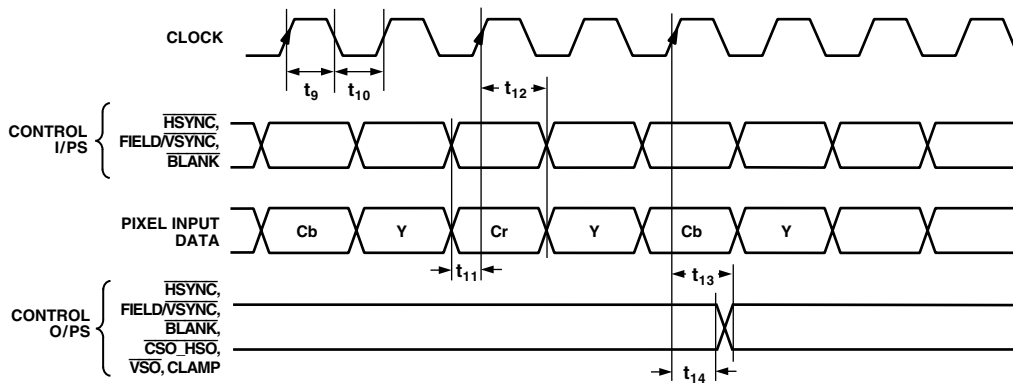 CLOCK
t9
t10
t12
CONTROL
I/PS
HSYNC,
FIELD/VSYNC,
BLANK
PIXEL INPUT
DATA
Cb
Y
Cr
Y
Cb
Y
t11
t13
CONTROL
O/PS
HSYNC,
FIELD/VSYNC,
BLANK,
CSO_HSO,
VSO, CLAMP
t14